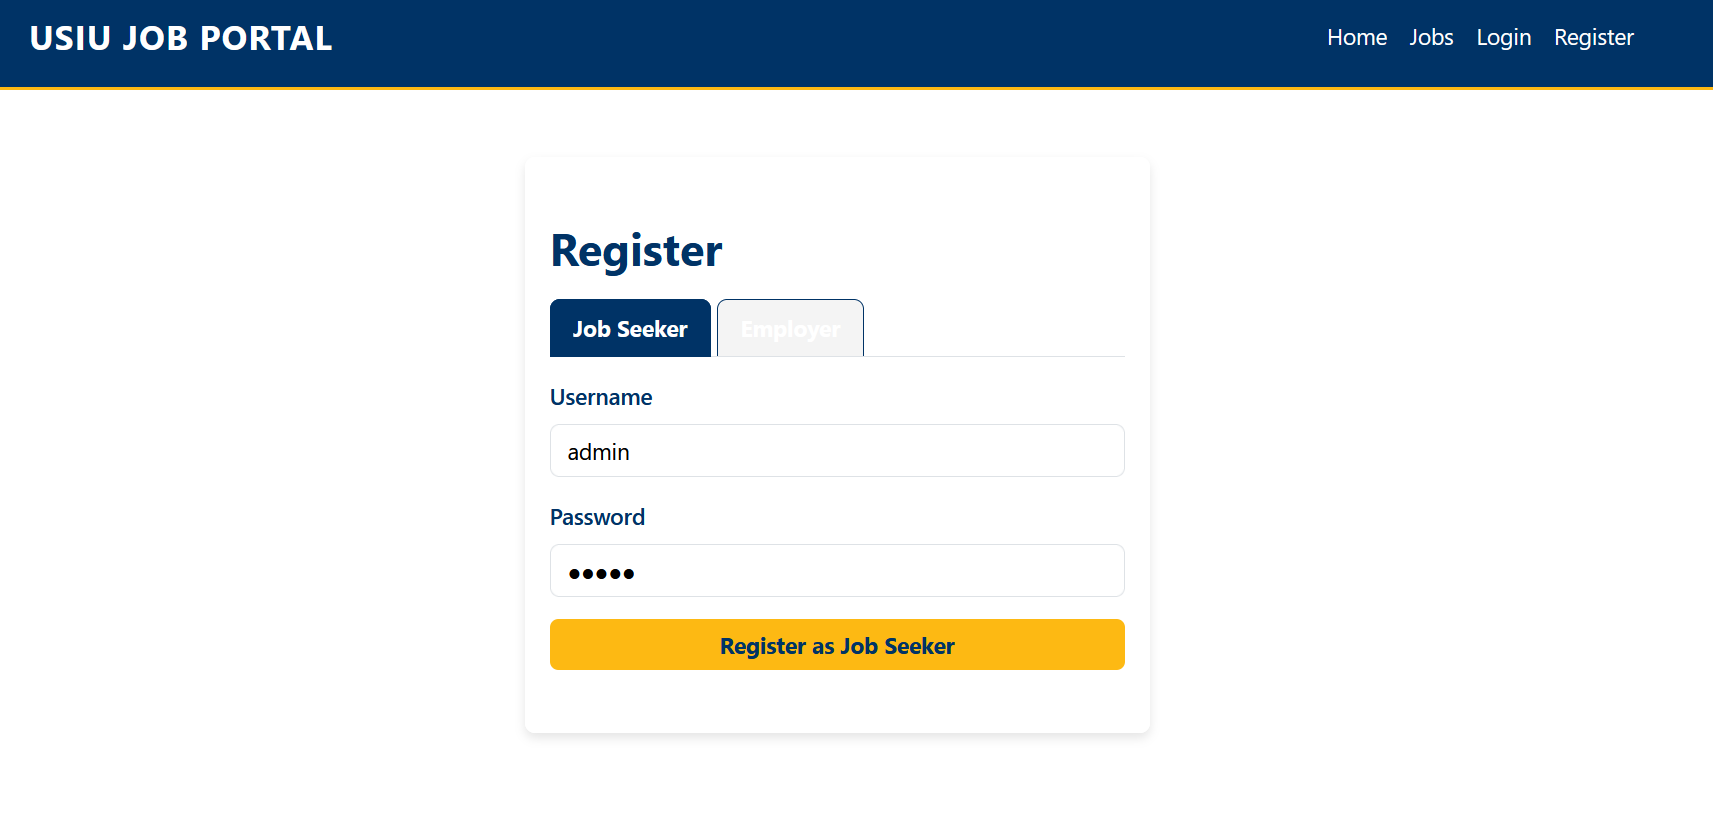 USIU JOB PORTAL
Home Jobs Login Register
Register
Job Seeker Employer
Username
admin
Password
•••••
Register as Job Seeker